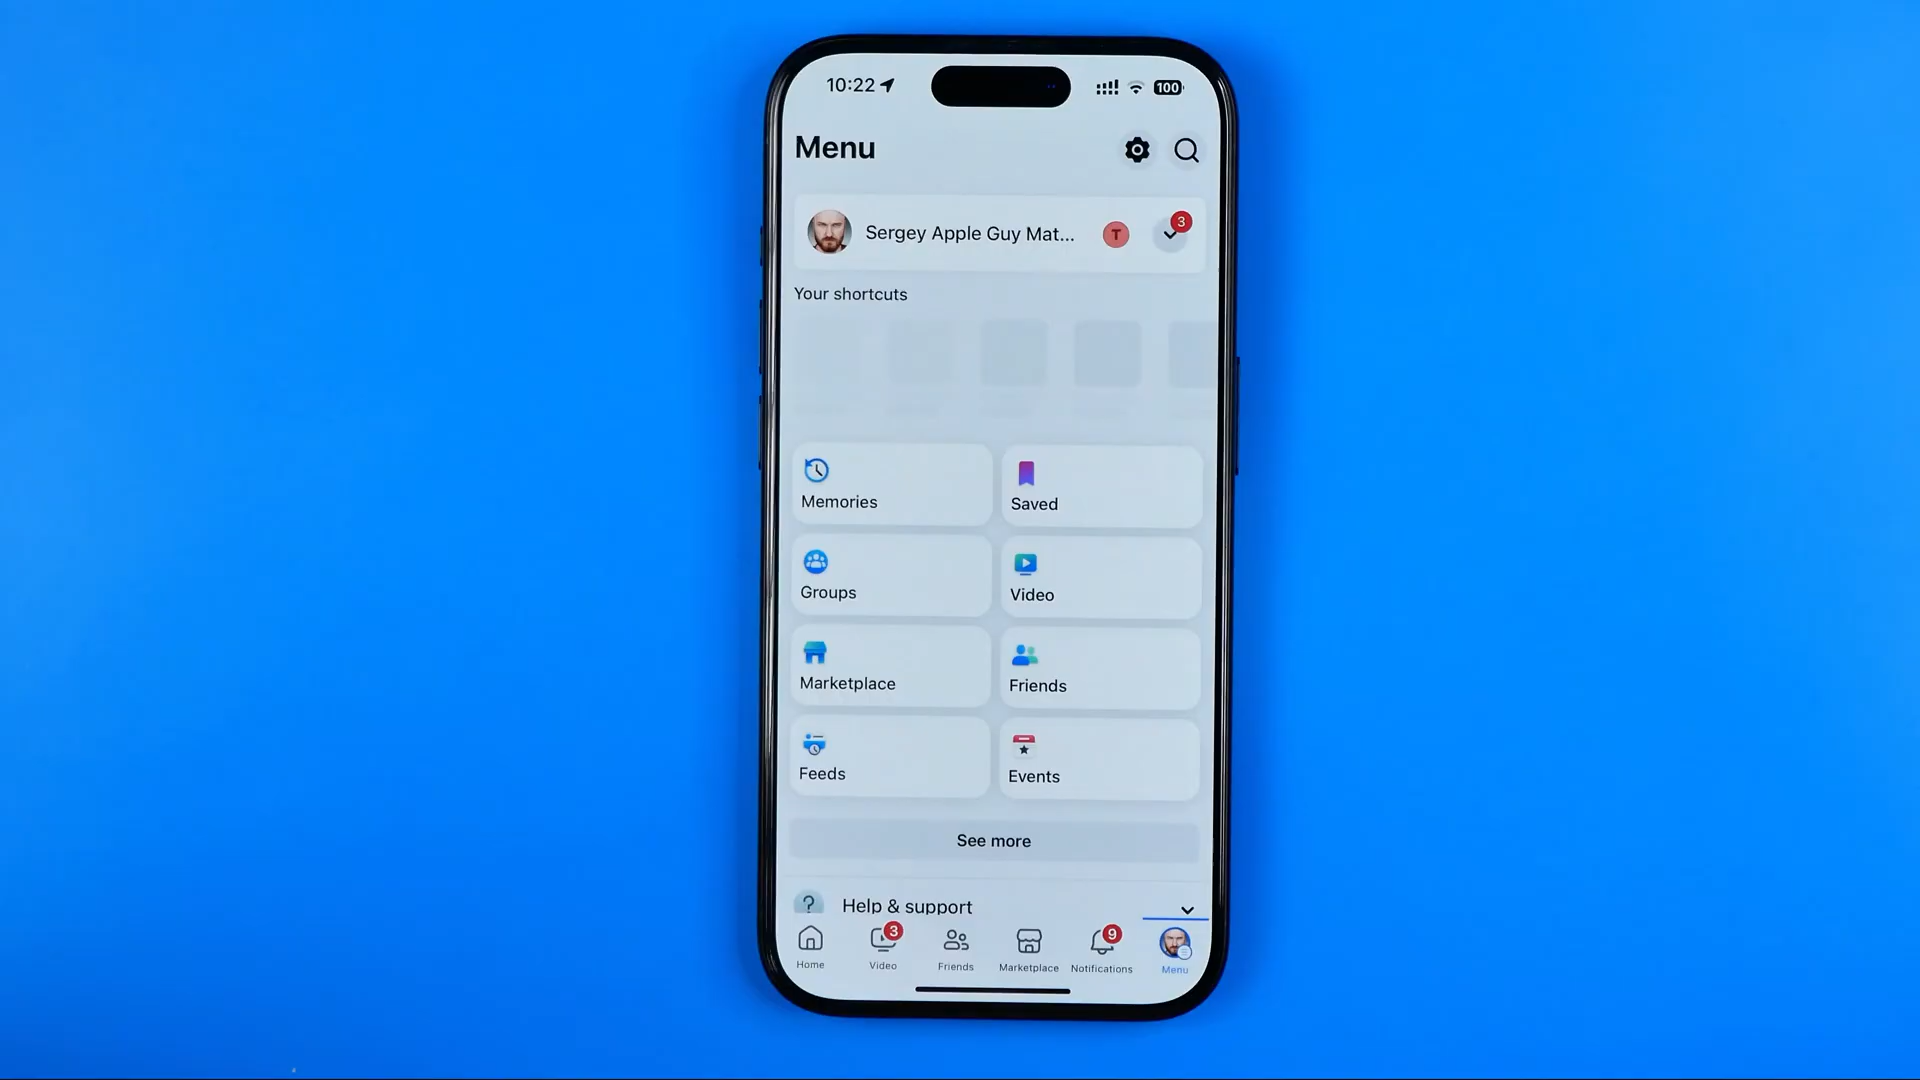 10:22
100
Menu
Sergey Apple Guy Mat...
T
3
Your shortcuts
Memories
Saved
Groups
Video
Marketplace
Friends
Feeds
Events
See more
? Help & support
3
9
Home
Video
Friends
Marketplace
Notifications
Menu